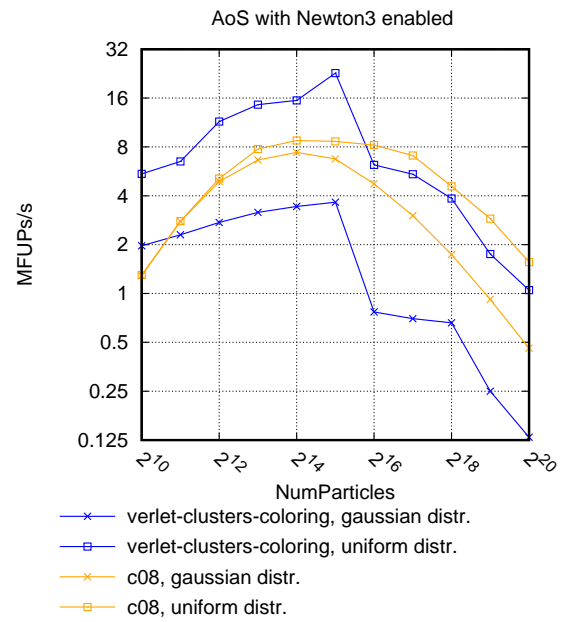 AoS with Newton3 enabled
32
16
8
4
2
1
0.5
0.25
0.125
MFUPs/s
2^10 2^12 2^14 2^16 2^18 2^20
NumParticles
verlet-clusters-coloring, gaussian distr.
verlet-clusters-coloring, uniform distr.
c08, gaussian distr.
c08, uniform distr.